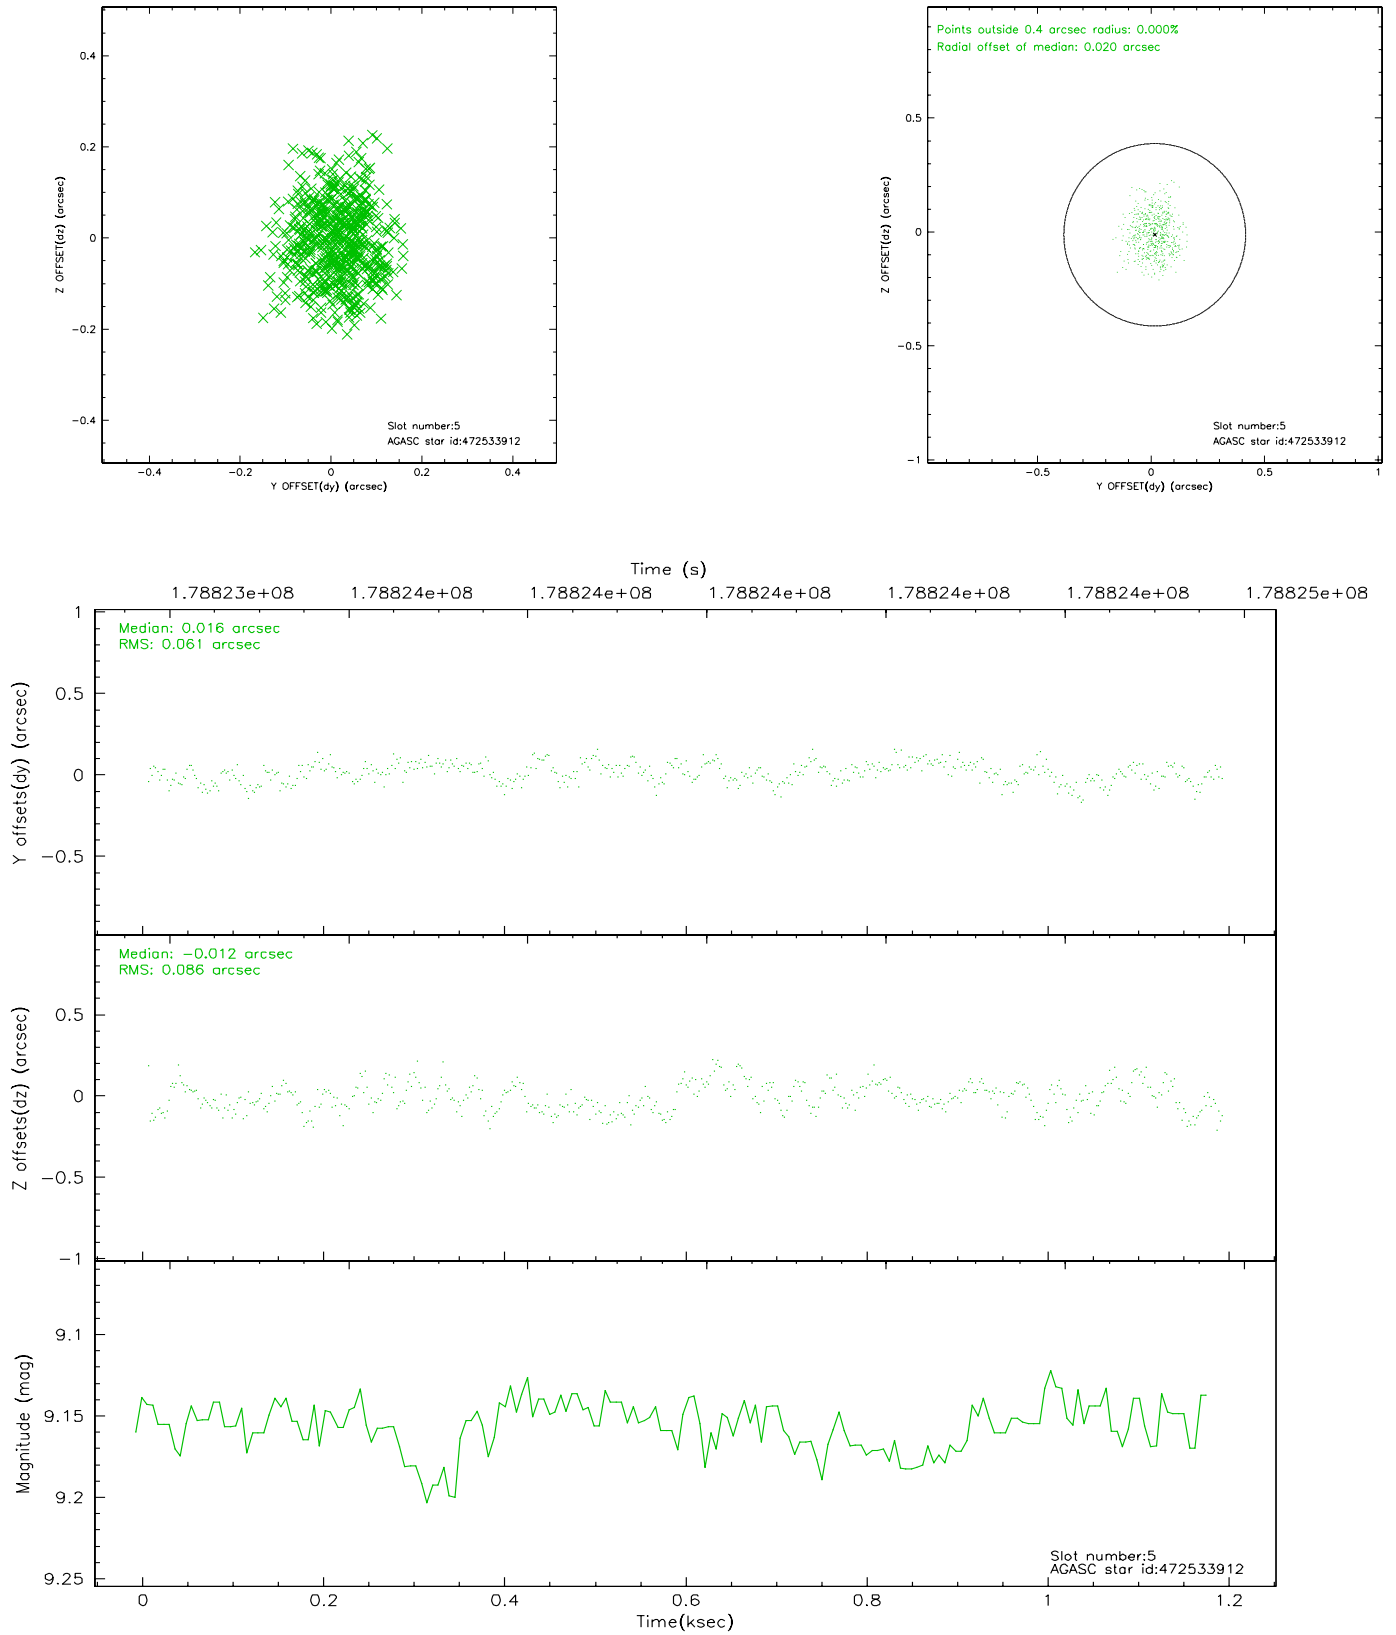 0.4
0.2
0
−0.2
−0.4
Z OFFSET(dz) (arcsec)
Slot number:5
AGASC star id:472533912
−0.4 −0.2 0 0.2 0.4
Y OFFSET(dy) (arcsec)
Points outside 0.4 arcsec radius: 0.000%
Radial offset of median: 0.020 arcsec
0.5
0
−0.5
−1
Z OFFSET(dz) (arcsec)
Slot number:5
AGASC star id:472533912
−0.5 0 0.5 1
Y OFFSET(dy) (arcsec)
Time (s)
1.78823e+08 1.78824e+08 1.78824e+08 1.78824e+08 1.78824e+08 1.78824e+08 1.78825e+08
1
0.5
0
−0.5
Y offsets(dy) (arcsec)
Median: 0.016 arcsec
RMS: 0.061 arcsec
0.5
0
−0.5
−1
Z offsets(dz) (arcsec)
Median: −0.012 arcsec
RMS: 0.086 arcsec
9.1
9.15
9.2
9.25
Magnitude (mag)
Slot number:5
AGASC star id:472533912
0 0.2 0.4 0.6 0.8 1 1.2
Time(ksec)